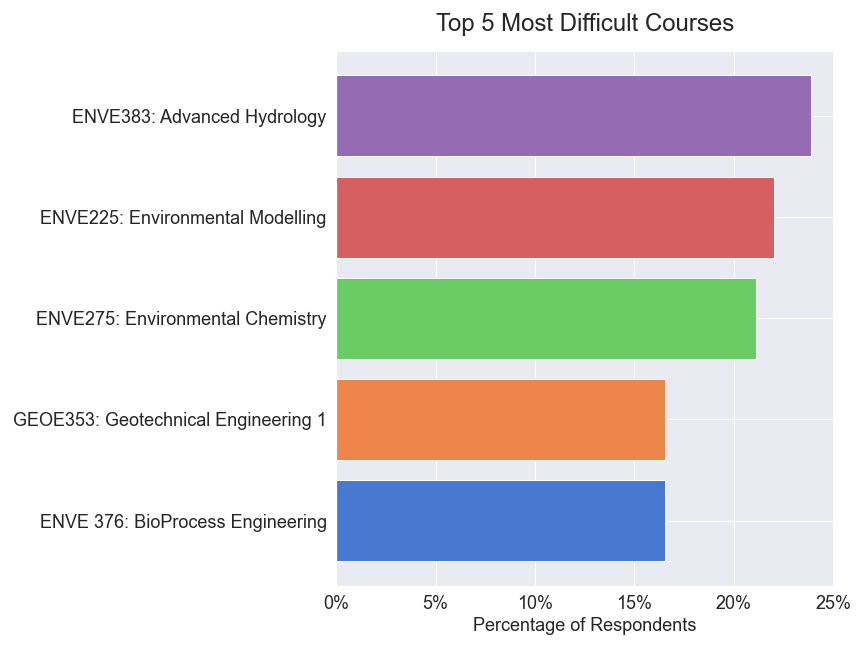 Top 5 Most Difficult Courses
ENVE383: Advanced Hydrology
ENVE225: Environmental Modelling
ENVE275: Environmental Chemistry
GEOE353: Geotechnical Engineering 1
ENVE 376: BioProcess Engineering
0% 5% 10% 15% 20% 25%
Percentage of Respondents